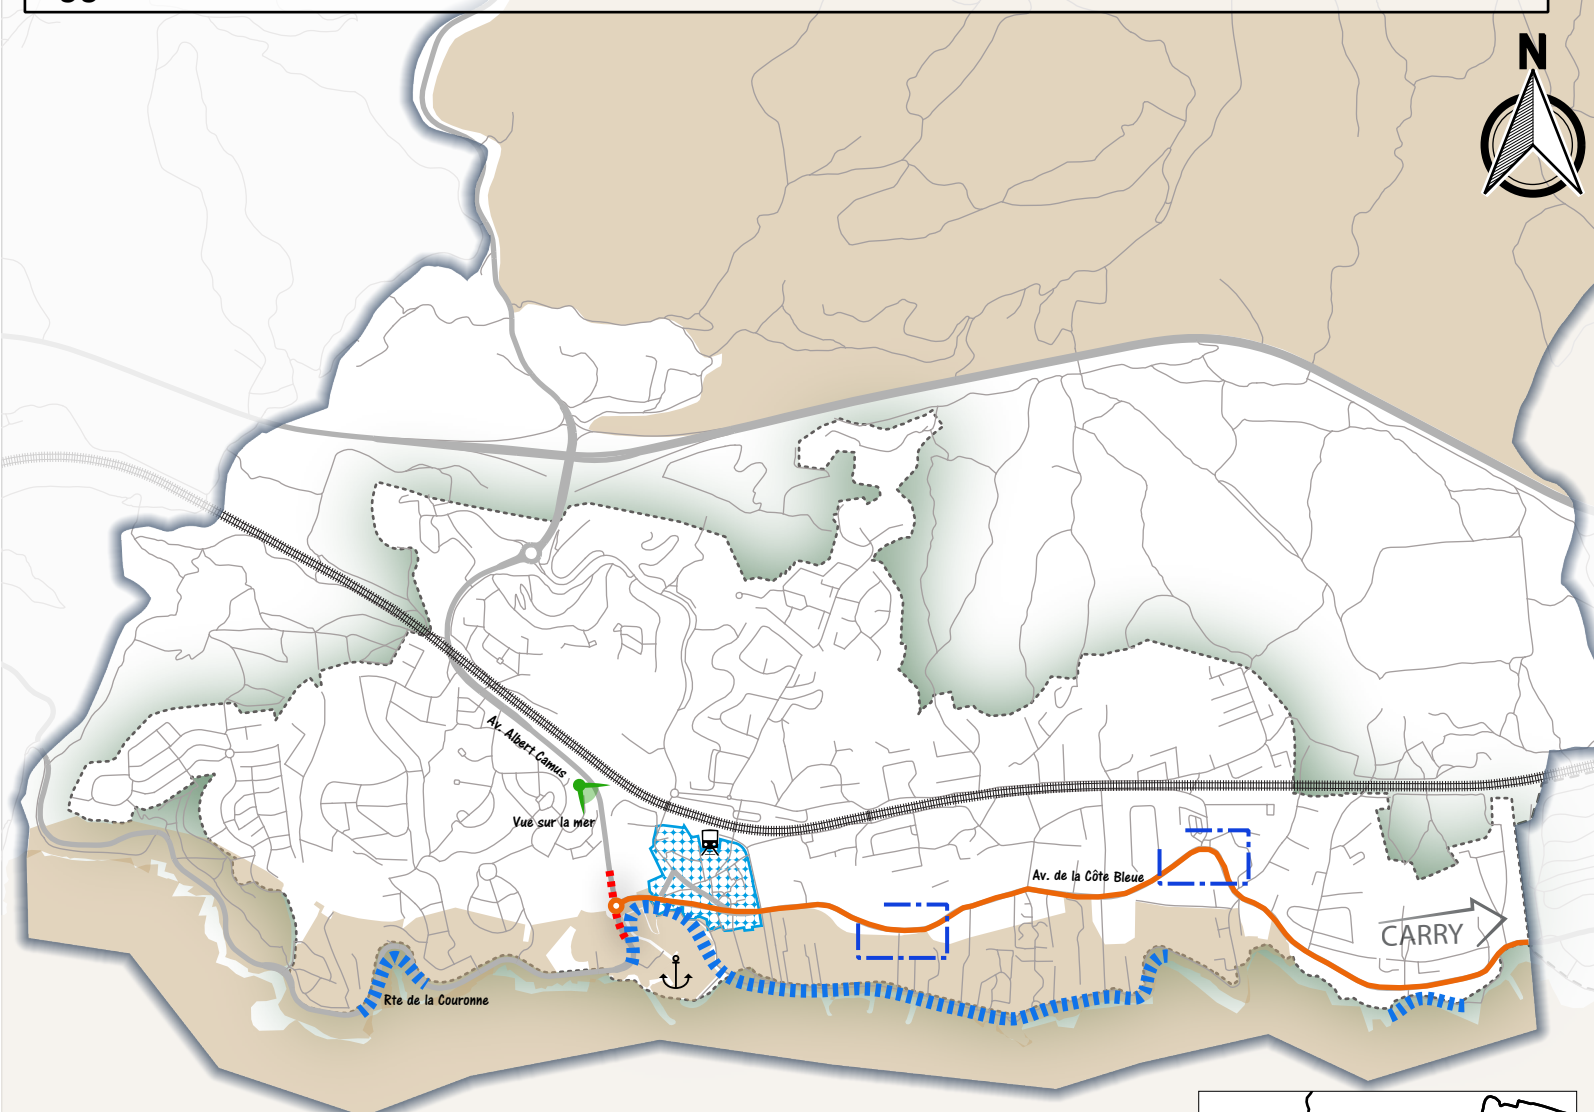 N
Av. Albert Camus
Vue sur la mer
Av. de la Côte Bleue
CARRY
Rte de la Couronne